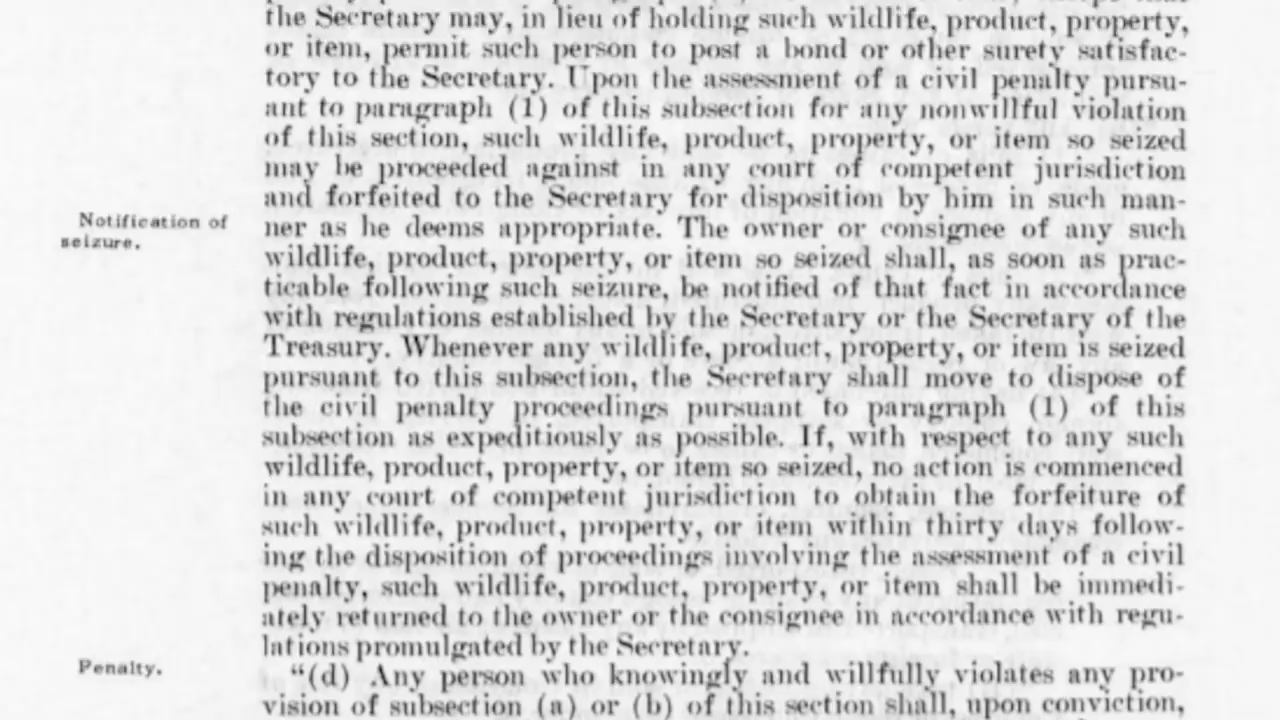 the Secretary may, in lieu of holding such wildlife, product, property,
or item, permit such person to post a bond or other surety satisfac-
tory to the Secretary. Upon the assessment of a civil penalty pursu-
ant to paragraph (1) of this subsection for any nonwillful violation
of this section, such wildlife, product, property, or item so seized
may be proceeded against in any court of competent jurisdiction
and forfeited to the Secretary for disposition by him in such man-
Notification of
seizure.
ner as he deems appropriate. The owner or consignee of any such
wildlife, product, property, or item so seized shall, as soon as prac-
ticable following such seizure, be notified of that fact in accordance
with regulations established by the Secretary or the Secretary of the
Treasury. Whenever any wildlife, product, property, or item is seized
pursuant to this subsection, the Secretary shall move to dispose of
the civil penalty proceedings pursuant to paragraph (1) of this
subsection as expeditiously as possible. If, with respect to any such
wildlife, product, property, or item so seized, no action is commenced
in any court of competent jurisdiction to obtain the forfeiture of
such wildlife, product, property, or item within thirty days follow-
ing the disposition of proceedings involving the assessment of a civil
penalty, such wildlife, product, property, or item shall be immedi-
ately returned to the owner or the consignee in accordance with regu-
lations promulgated by the Secretary.
Penalty.
"(d) Any person who knowingly and willfully violates any pro-
vision of subsection (a) or (b) of this section shall, upon conviction,